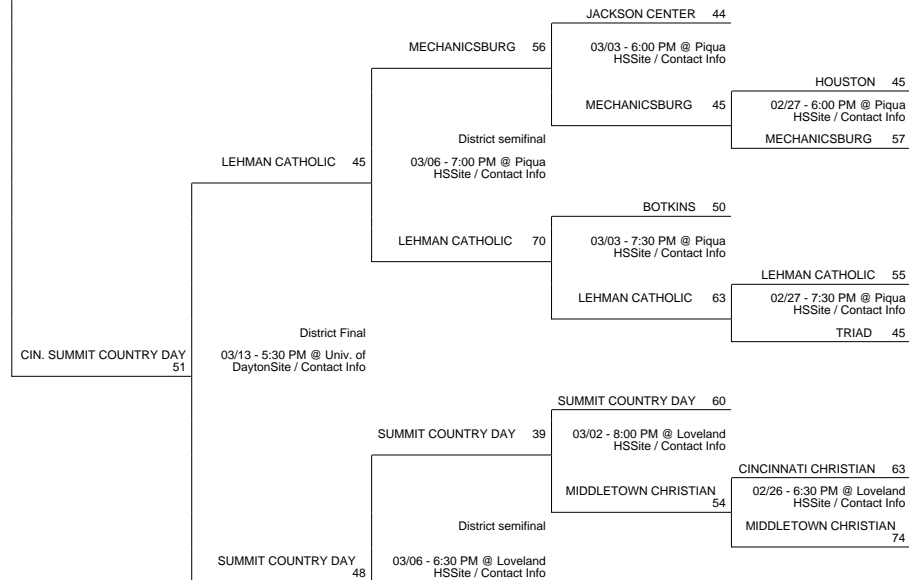 JACKSON CENTER 44
MECHANICSBURG 56
03/03 - 6:00 PM @ Piqua
HSSite / Contact Info
HOUSTON 45
MECHANICSBURG 45
02/27 - 6:00 PM @ Piqua
HSSite / Contact Info
District semifinal
MECHANICSBURG 57
LEHMAN CATHOLIC 45
03/06 - 7:00 PM @ Piqua
HSSite / Contact Info
BOTKINS 50
LEHMAN CATHOLIC 70
03/03 - 7:30 PM @ Piqua
HSSite / Contact Info
LEHMAN CATHOLIC 55
LEHMAN CATHOLIC 63
02/27 - 7:30 PM @ Piqua
HSSite / Contact Info
District Final
TRIAD 45
CIN. SUMMIT COUNTRY DAY
51
03/13 - 5:30 PM @ Univ. of
DaytonSite / Contact Info
SUMMIT COUNTRY DAY 60
SUMMIT COUNTRY DAY 39
03/02 - 8:00 PM @ Loveland
HSSite / Contact Info
CINCINNATI CHRISTIAN 63
MIDDLETOWN CHRISTIAN
54
02/26 - 6:30 PM @ Loveland
HSSite / Contact Info
District semifinal
MIDDLETOWN CHRISTIAN
74
SUMMIT COUNTRY DAY
48
03/06 - 6:30 PM @ Loveland
HSSite / Contact Info